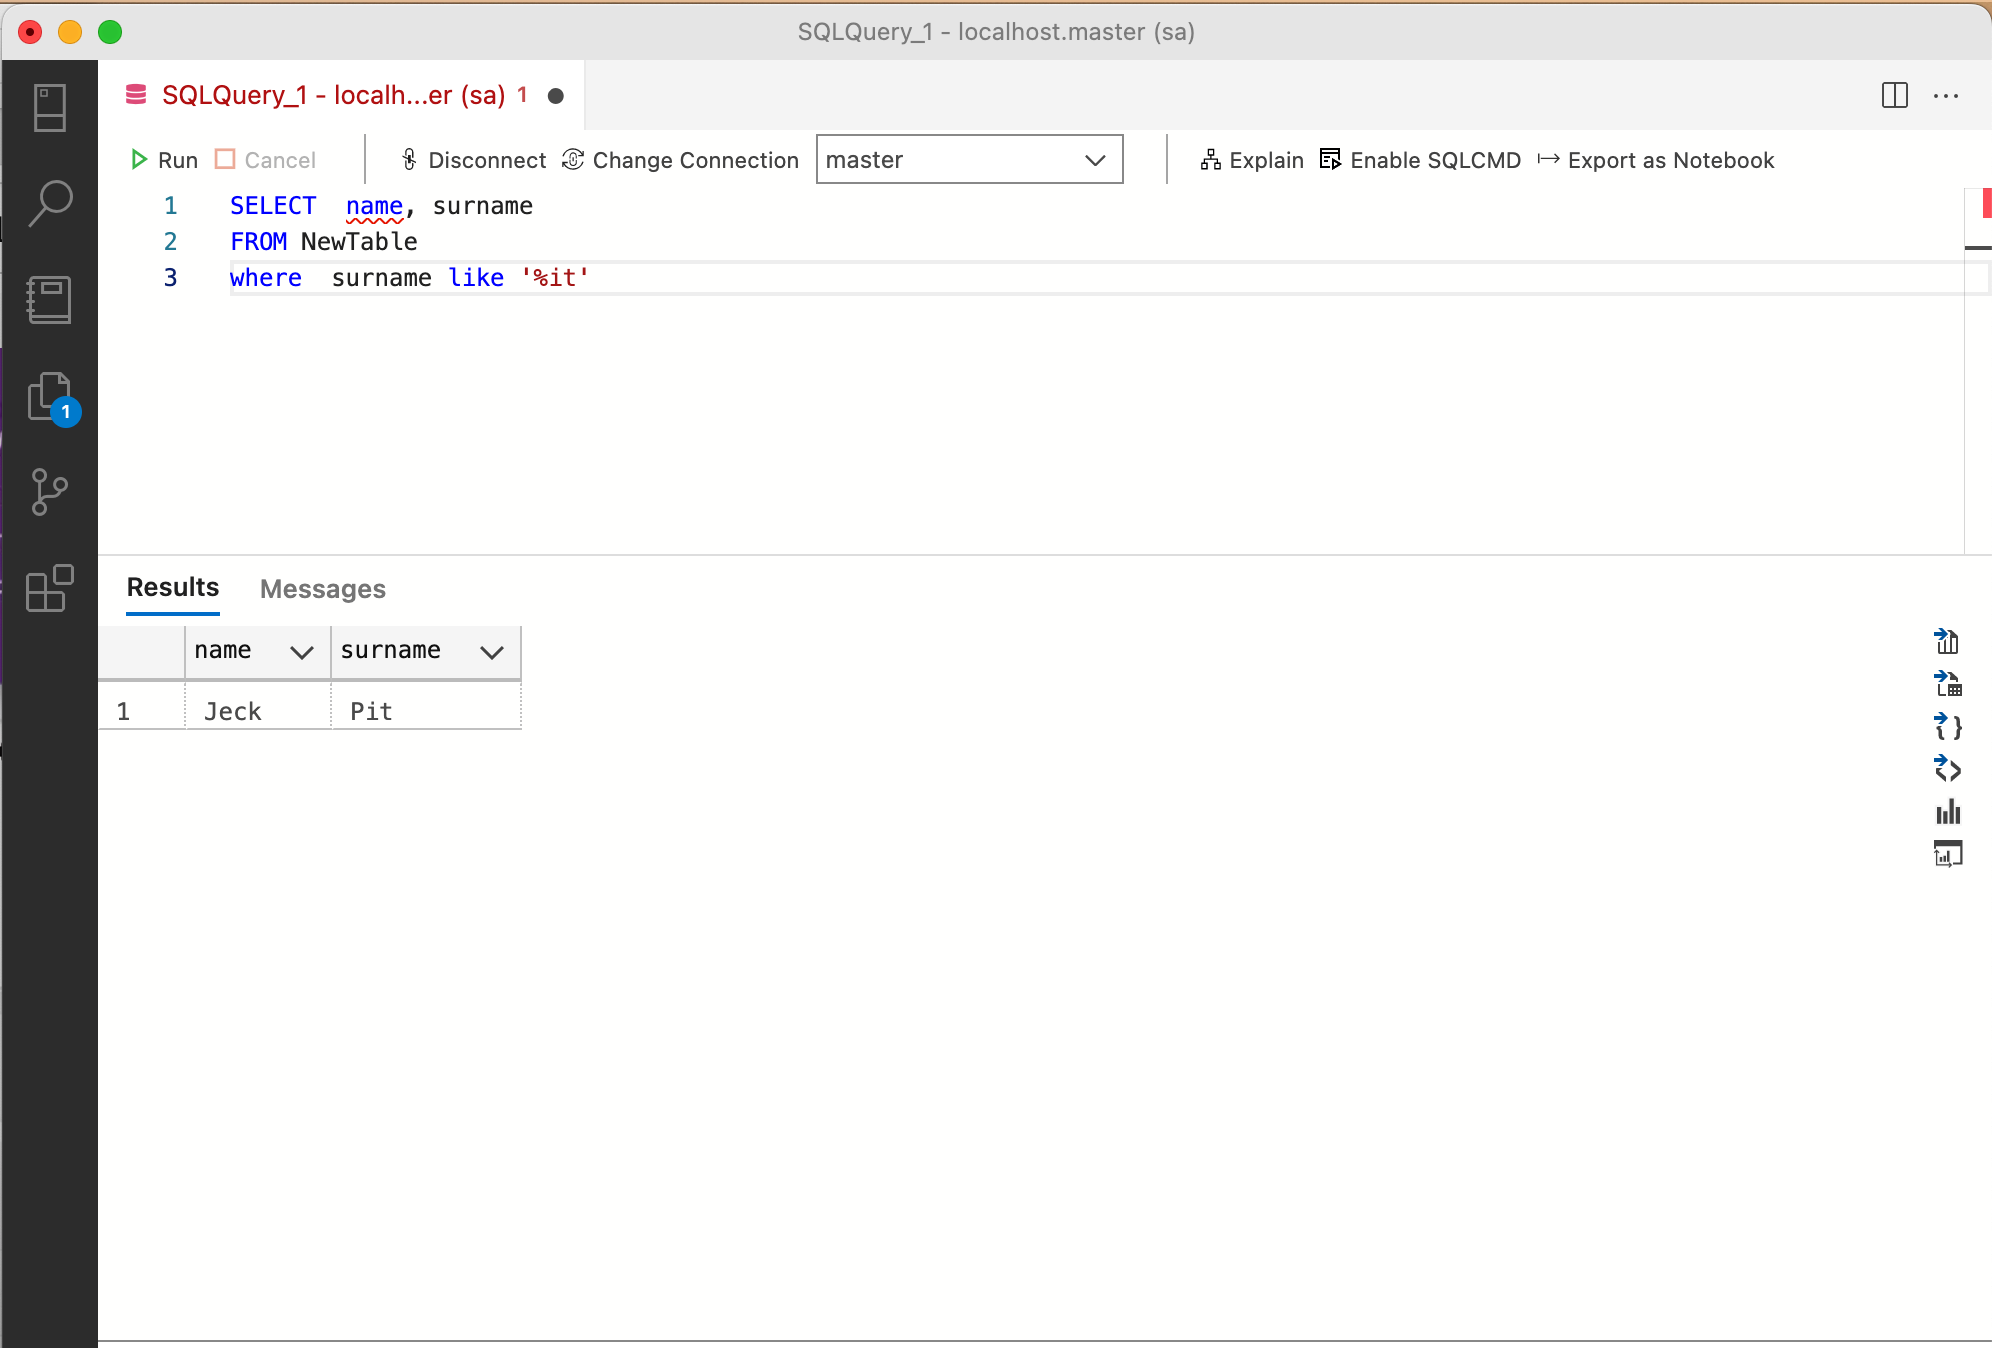 SQLQuery_1 - localhost.master (sa)
SQLQuery_1 - localh...er (sa) 1
Run Cancel Disconnect Change Connection master Explain Enable SQLCMD Export as Notebook
1 SELECT  name, surname
2 FROM NewTable
3 where  surname like '%it'
1
Results Messages
name surname
1 Jeck Pit